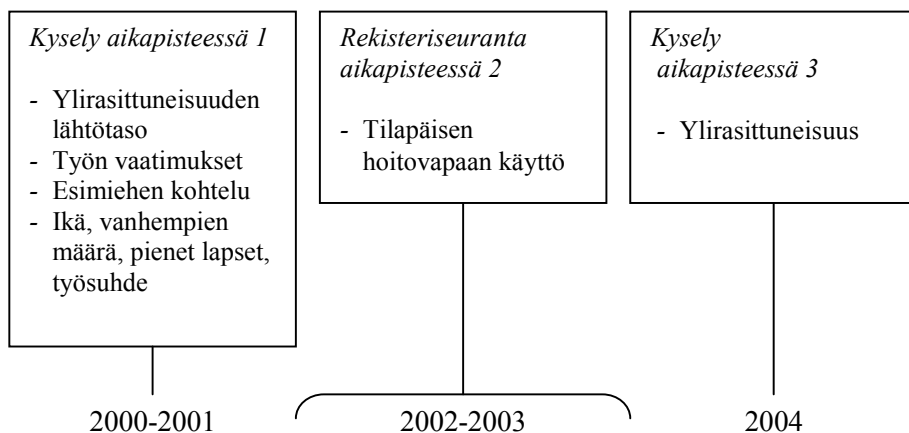 Kysely aikapisteessä 1
- Ylirasittuneisuuden
lähtötaso
- Työn vaatimukset
- Esimiehen kohtelu
- Ikä, vanhempien
määrä, pienet lapset,
työsuhde
Rekisteriseuranta
aikapisteessä 2
- Tilapäisen
hoitovapaan käyttö
Kysely
aikapisteessä 3
- Ylirasittuneisuus
2000-2001
2002-2003
2004